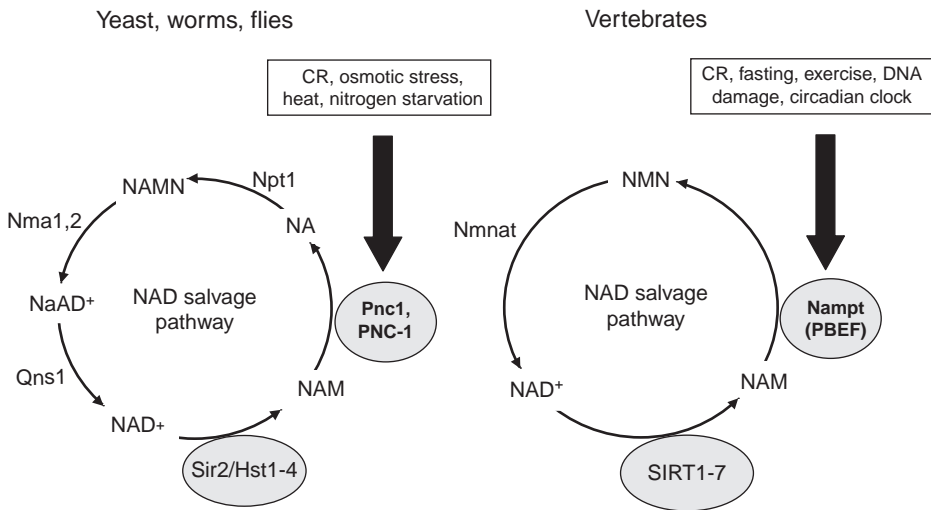 Yeast, worms, flies
CR, osmotic stress,
heat, nitrogen starvation
NAMN
Npt1
NA
Nma1,2
NaAD+
NAD salvage
pathway
Pnc1,
PNC-1
Qns1
NAM
NAD+
Sir2/Hst1-4
Vertebrates
CR, fasting, exercise, DNA
damage, circadian clock
NMN
Nmnat
NAD salvage
pathway
Nampt
(PBEF)
NAD+
NAM
SIRT1-7